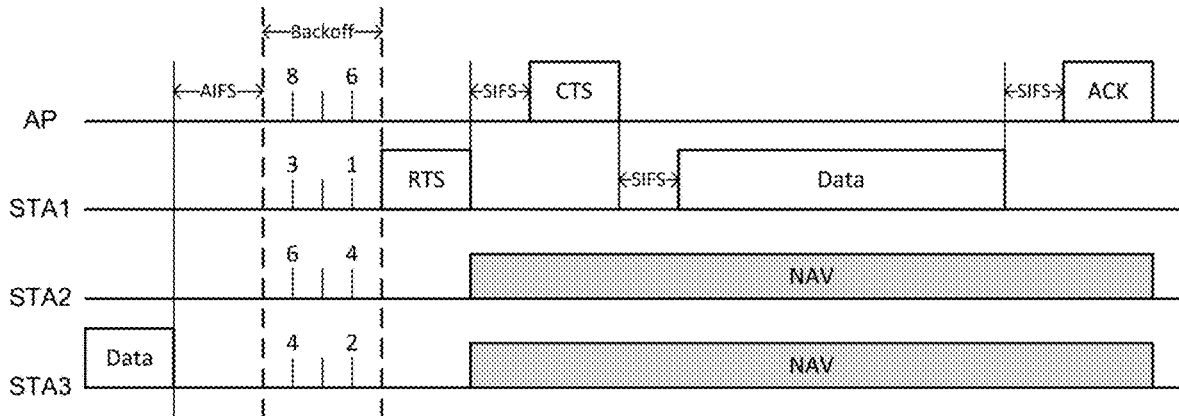 Backoff
8 6
AIFS SIFS CTS SIFS ACK
AP
3 1
RTS SIFS Data
STA1
6 4
NAV
STA2
4 2
Data NAV
STA3